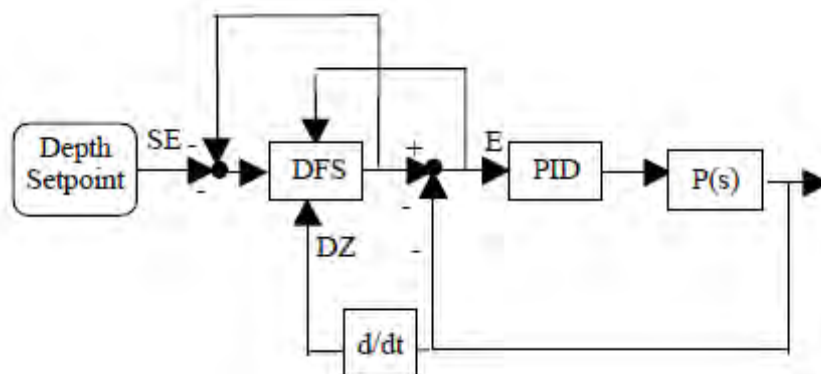 Depth
Setpoint
SE
-
-
DFS
+
-
-
E
PID
P(s)
DZ
d/dt